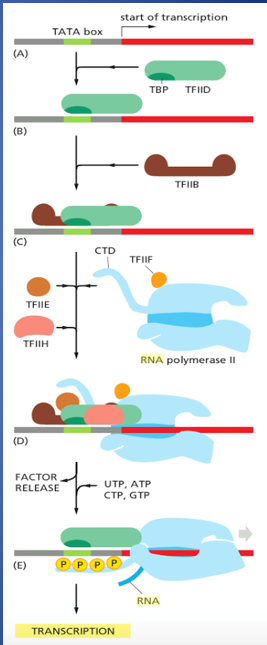 start of transcription
TATA box
(A)
TBP TFIID
(B)
TFIIB
(C)
CTD
TFIIF
TFIIE
TFIIH
RNA polymerase II
(D)
FACTOR
RELEASE
UTP, ATP
CTP, GTP
(E)
P P P P
RNA
TRANSCRIPTION